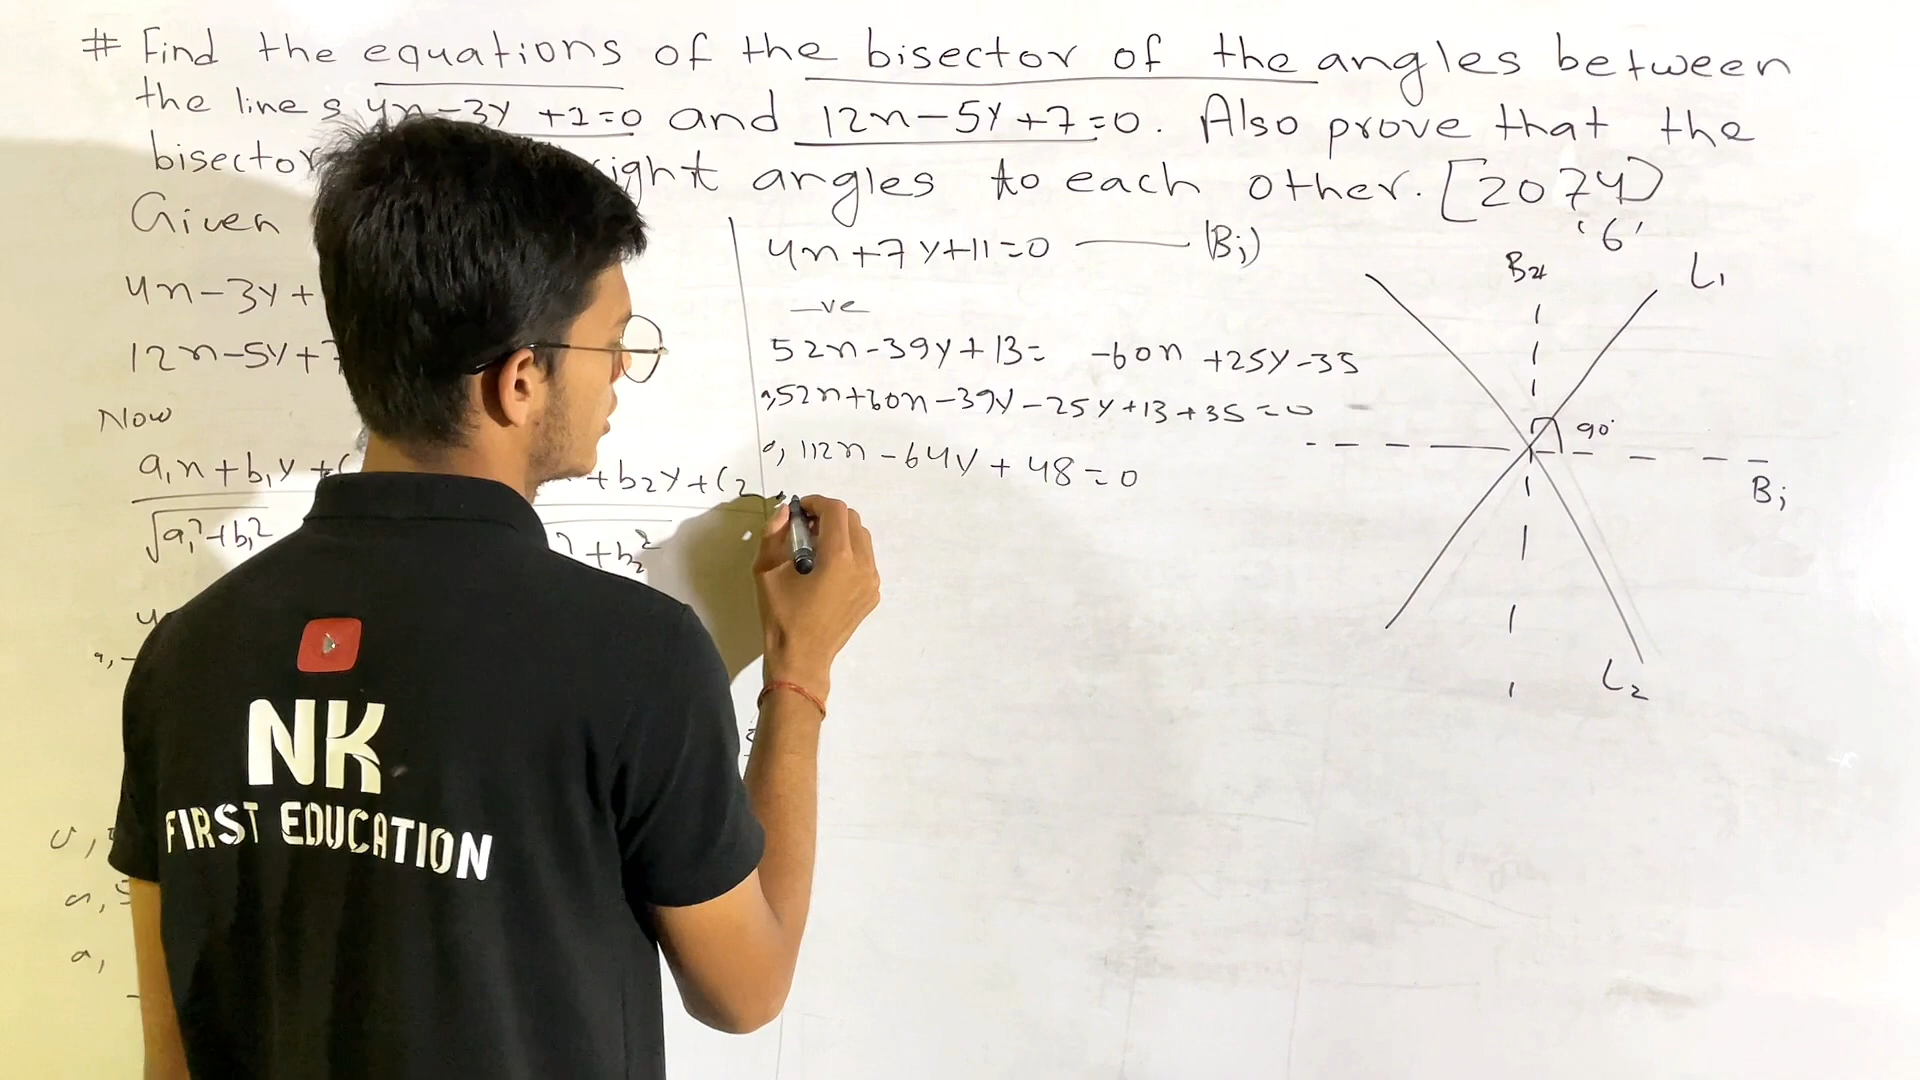 # Find the equations of the bisector of the angles between
the lines 4x-3y+1=0 and 12x-5y+7=0. Also prove that the
bisector right angles to each other. [2074]
'6'
Given
4x-3y+
12x-5y+7
Now
a₁x+b₁y+c +b₂y+c₂
√a₁²+b₁² ²+b₂²
4x+7y+11=0 —— (Bi)
-ve
52x-39y+13= -60x+25y-35
or, 52x+60x-39y-25y+13+35=0
or, 112x-64y+48=0
B₂ L₁
90°
Bi
L₂
NK
FIRST EDUCATION